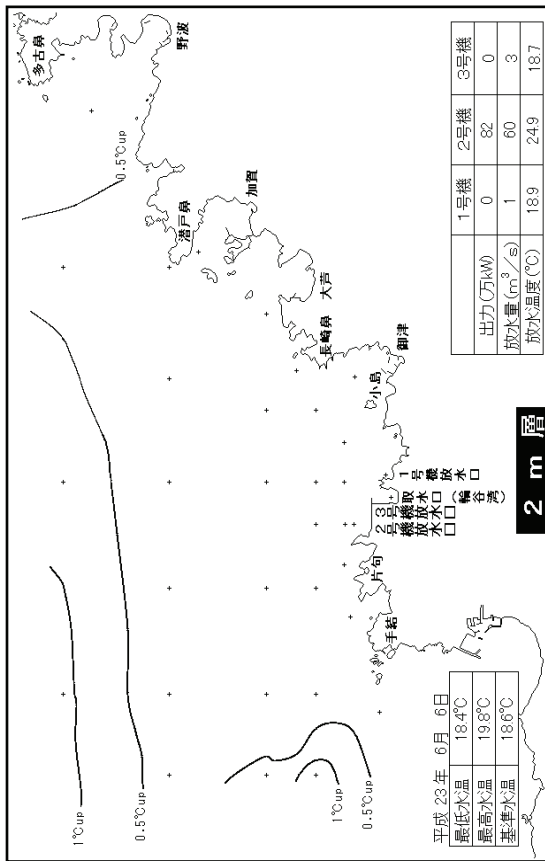 多古鼻
野波
0.5℃up
潜戸鼻
加賀
大芦
長崎鼻
御津
小島
1号機放水口
取水口
(輪谷湾)
3号機放水口
2号機放水口
片句
手結
1℃up
0.5℃up
1℃up
0.5℃up
2m層
平成 23年 6月 6日
最低水温 18.4℃
最高水温 19.8℃
基準水温 18.6℃
1号機 2号機 3号機
出力(万kW) 0 82 0
放水量(m³/s) 1 60 3
放水温度(℃) 18.9 24.9 18.7